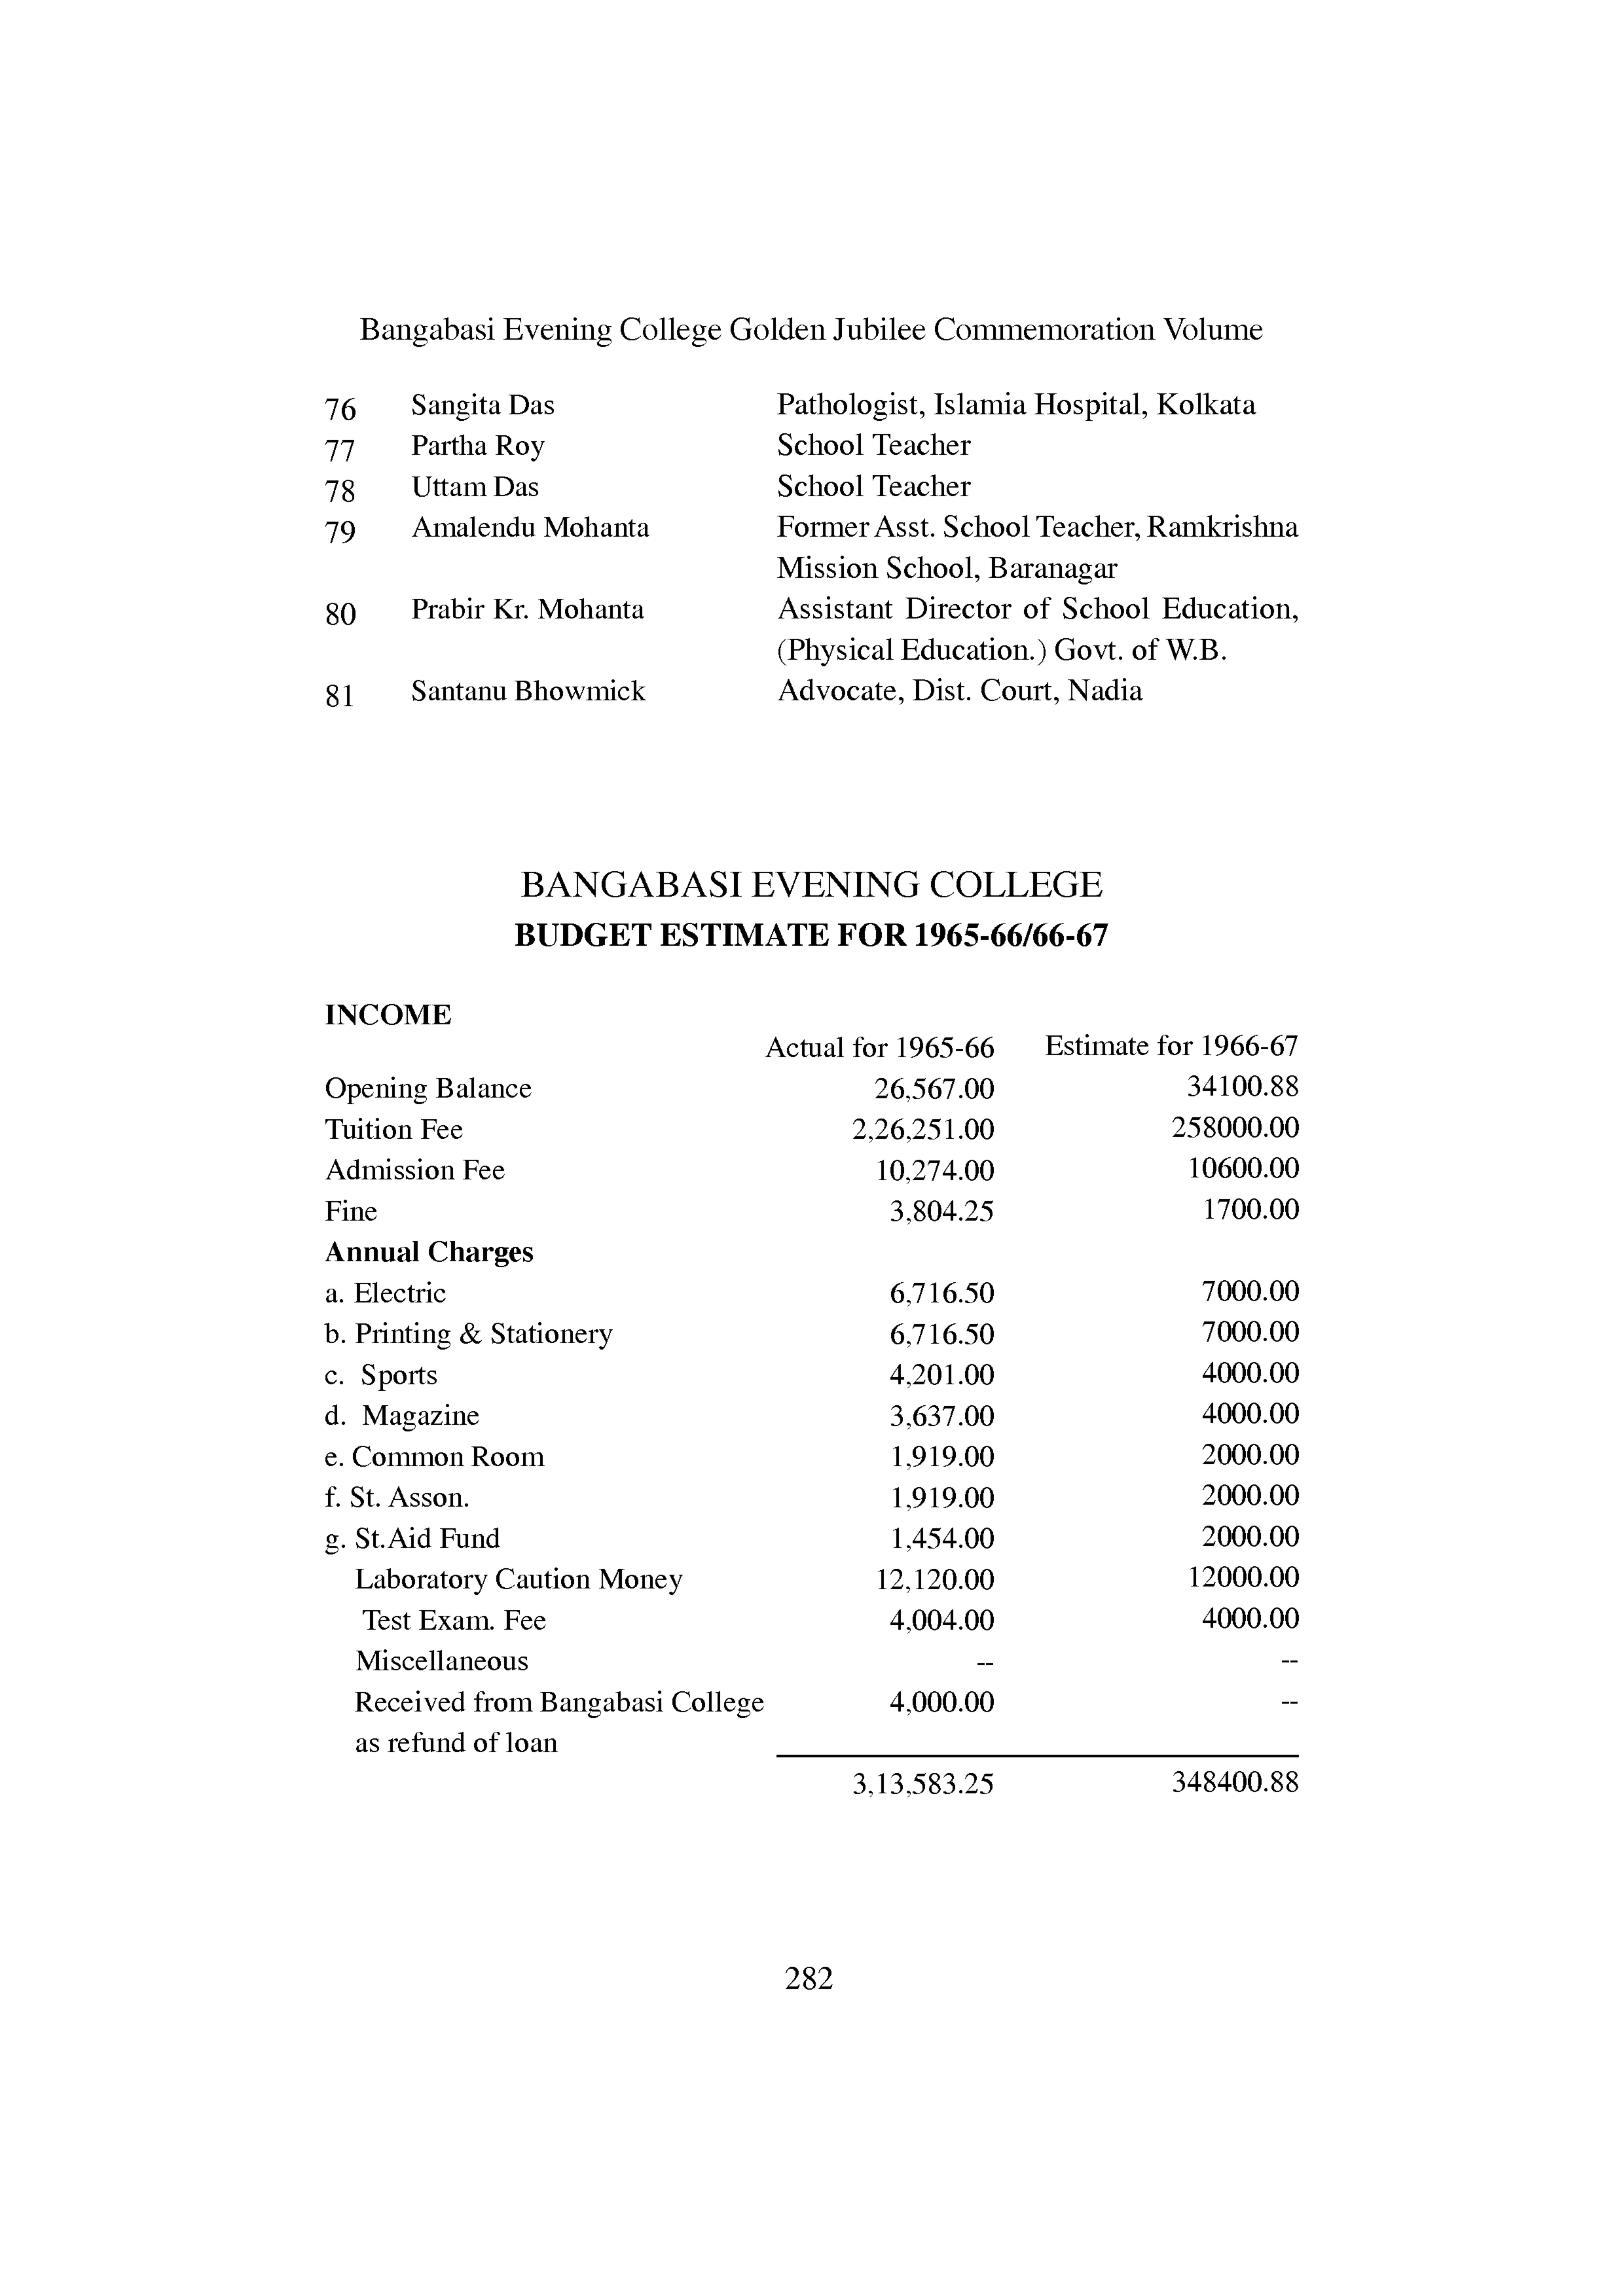 Bangabasi Evening College Golden Jubilee Commemoration Volume
76 Sangita Das Pathologist, Islamia Hospital, Kolkata
77 Partha Roy School Teacher
78 Uttam Das School Teacher
79 Amalendu Mohanta Former Asst. School Teacher, Ramkrishna
Mission School, Baranagar
80 Prabir Kr. Mohanta Assistant Director of School Education,
(Physical Education.) Govt. of W.B.
81 Santanu Bhowmick Advocate, Dist. Court, Nadia
BANGABASI EVENING COLLEGE
BUDGET ESTIMATE FOR 1965-66/66-67
INCOME
Actual for 1965-66 Estimate for 1966-67
Opening Balance 26,567.00 34100.88
Tuition Fee 2,26,251.00 258000.00
Admission Fee 10,274.00 10600.00
Fine 3,804.25 1700.00
Annual Charges
a. Electric 6,716.50 7000.00
b. Printing & Stationery 6,716.50 7000.00
c. Sports 4,201.00 4000.00
d. Magazine 3,637.00 4000.00
e. Common Room 1,919.00 2000.00
f. St. Asson. 1,919.00 2000.00
g. St.Aid Fund 1,454.00 2000.00
Laboratory Caution Money 12,120.00 12000.00
Test Exam. Fee 4,004.00 4000.00
Miscellaneous -- --
Received from Bangabasi College 4,000.00 --
as refund of loan
3,13,583.25 348400.88
282